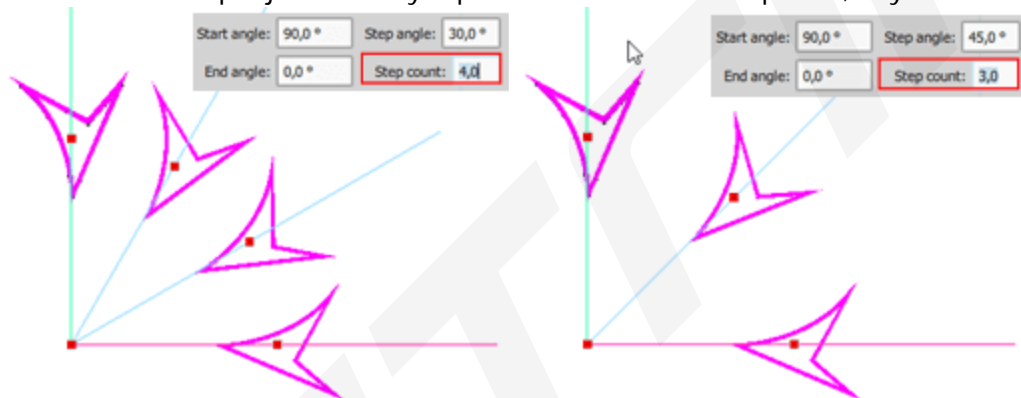 Start angle: 90,0 ° Step angle: 30,0 °
End angle: 0,0 ° Step count: 4,0
Start angle: 90,0 ° Step angle: 45,0 °
End angle: 0,0 ° Step count: 3,0